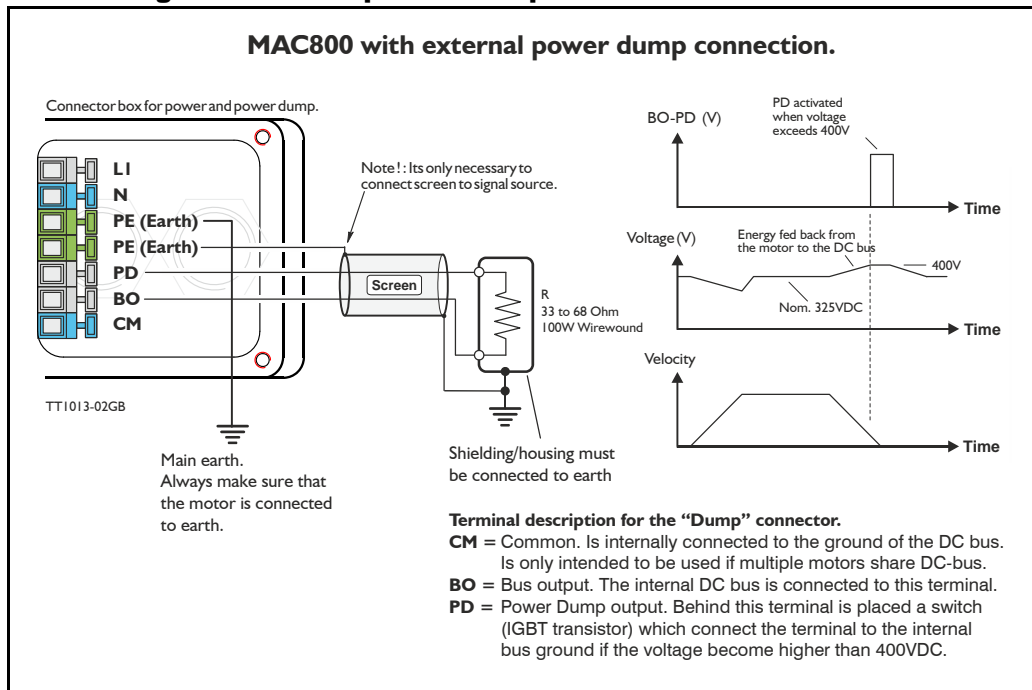 MAC800 with external power dump connection.
Connector box for power and power dump.
L1
N
PE (Earth)
PE (Earth)
PD
BO
CM
TT1013-02GB
Main earth.
Always make sure that
the motor is connected
to earth.
Note! : Its only necessary to
connect screen to signal source.
Screen
R
33 to 68 Ohm
100W Wirewound
Shielding/housing must
be connected to earth
BO-PD (V)
PD activated
when voltage
exceeds 400V
Time
Voltage (V)
Energy fed back from
the motor to the DC bus
400V
Nom. 325VDC
Time
Velocity
Time
Terminal description for the “Dump” connector.
CM = Common. Is internally connected to the ground of the DC bus.
Is only intended to be used if multiple motors share DC-bus.
BO = Bus output. The internal DC bus is connected to this terminal.
PD = Power Dump output. Behind this terminal is placed a switch
(IGBT transistor) which connect the terminal to the internal
bus ground if the voltage become higher than 400VDC.